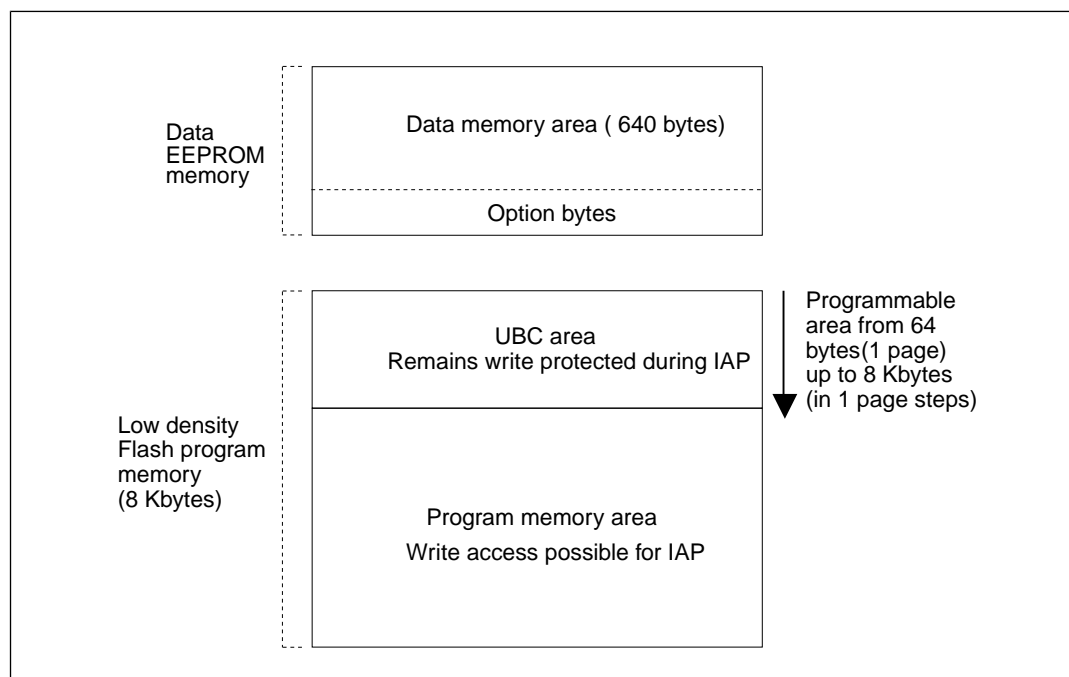 Data memory area ( 640 bytes)
Data
EEPROM
memory
Option bytes
UBC area
Remains write protected during IAP
Programmable
area from 64
bytes(1 page)
up to 8 Kbytes
(in 1 page steps)
Low density
Flash program
memory
(8 Kbytes)
Program memory area
Write access possible for IAP